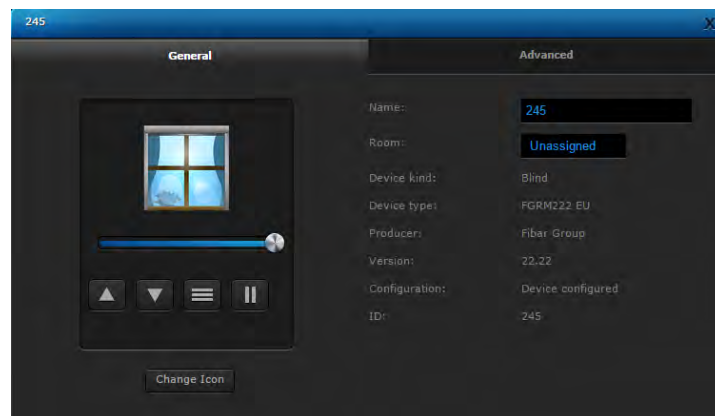 245
X
General
Advanced
Name:
245
Room:
Unassigned
Device kind:
Blind
Device type:
FGRM222 EU
Producer:
Fibar Group
Version:
22.22
Configuration:
Device configured
ID:
245
Change Icon